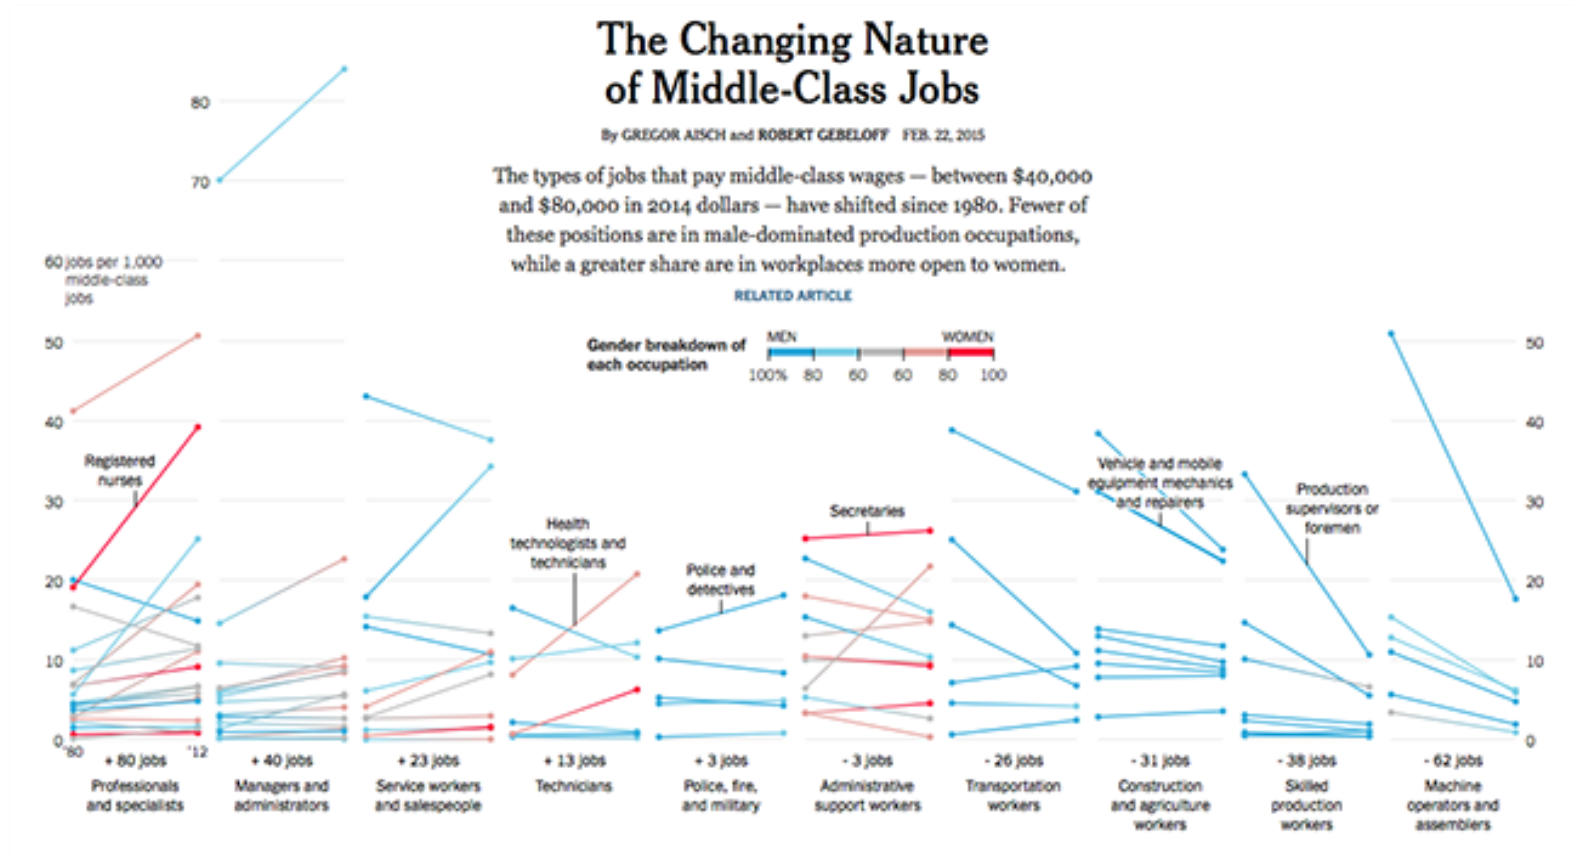 The Changing Nature
of Middle-Class Jobs
By GREGOR AISCH and ROBERT GEBELOFF FEB. 22, 2015
The types of jobs that pay middle-class wages — between $40,000
and $80,000 in 2014 dollars — have shifted since 1980. Fewer of
these positions are in male-dominated production occupations,
while a greater share are in workplaces more open to women.
RELATED ARTICLE
Gender breakdown of
each occupation
MEN WOMEN
100% 80 60 60 80 100
80
70
60 jobs per 1,000
middle-class
jobs
50
40
30
20
10
0
'80 '12
50
40
30
20
10
0
Registered
nurses
Health
technologists and
technicians
Police and
detectives
Secretaries
Vehicle and mobile
equipment mechanics
and repairers
Production
supervisors or
foremen
+ 80 jobs
Professionals
and specialists
+ 40 jobs
Managers and
administrators
+ 23 jobs
Service workers
and salespeople
+ 13 jobs
Technicians
+ 3 jobs
Police, fire,
and military
- 3 jobs
Administrative
support workers
- 26 jobs
Transportation
workers
- 31 jobs
Construction
and agriculture
workers
- 38 jobs
Skilled
production
workers
- 62 jobs
Machine
operators and
assemblers